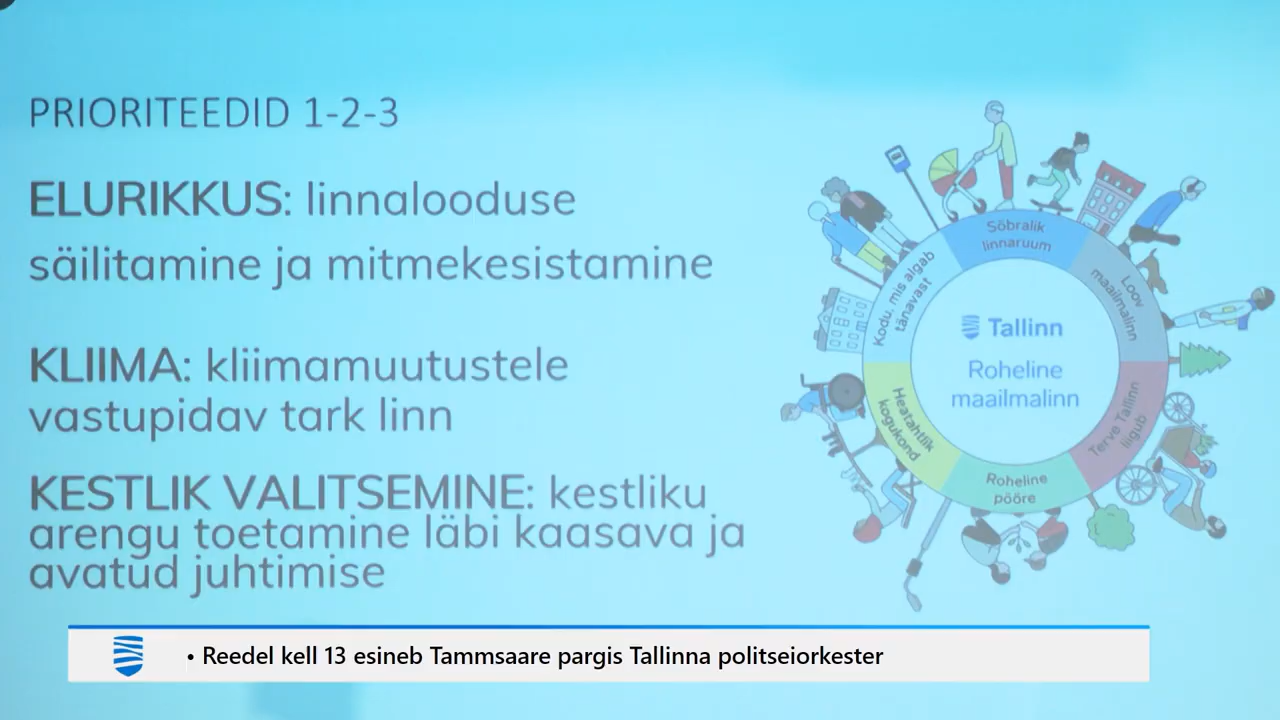 PRIORITEEDID 1-2-3
ELURIKKUS: linnalooduse
säilitamine ja mitmekesistamine
KLIIMA: kliimamuutustele
vastupidav tark linn
KESTLIK VALITSEMINE: kestliku
arengu toetamine läbi kaasava ja
avatud juhtimise
Sõbralik
linnaruum
Loov
maailmalinn
Terve Tallinn
liigub
Roheline
pööre
Heatahtlik
kogukond
Kodu, mis algab
tänavast
Tallinn
Roheline
maailmalinn
• Reedel kell 13 esineb Tammsaare pargis Tallinna politseiorkester